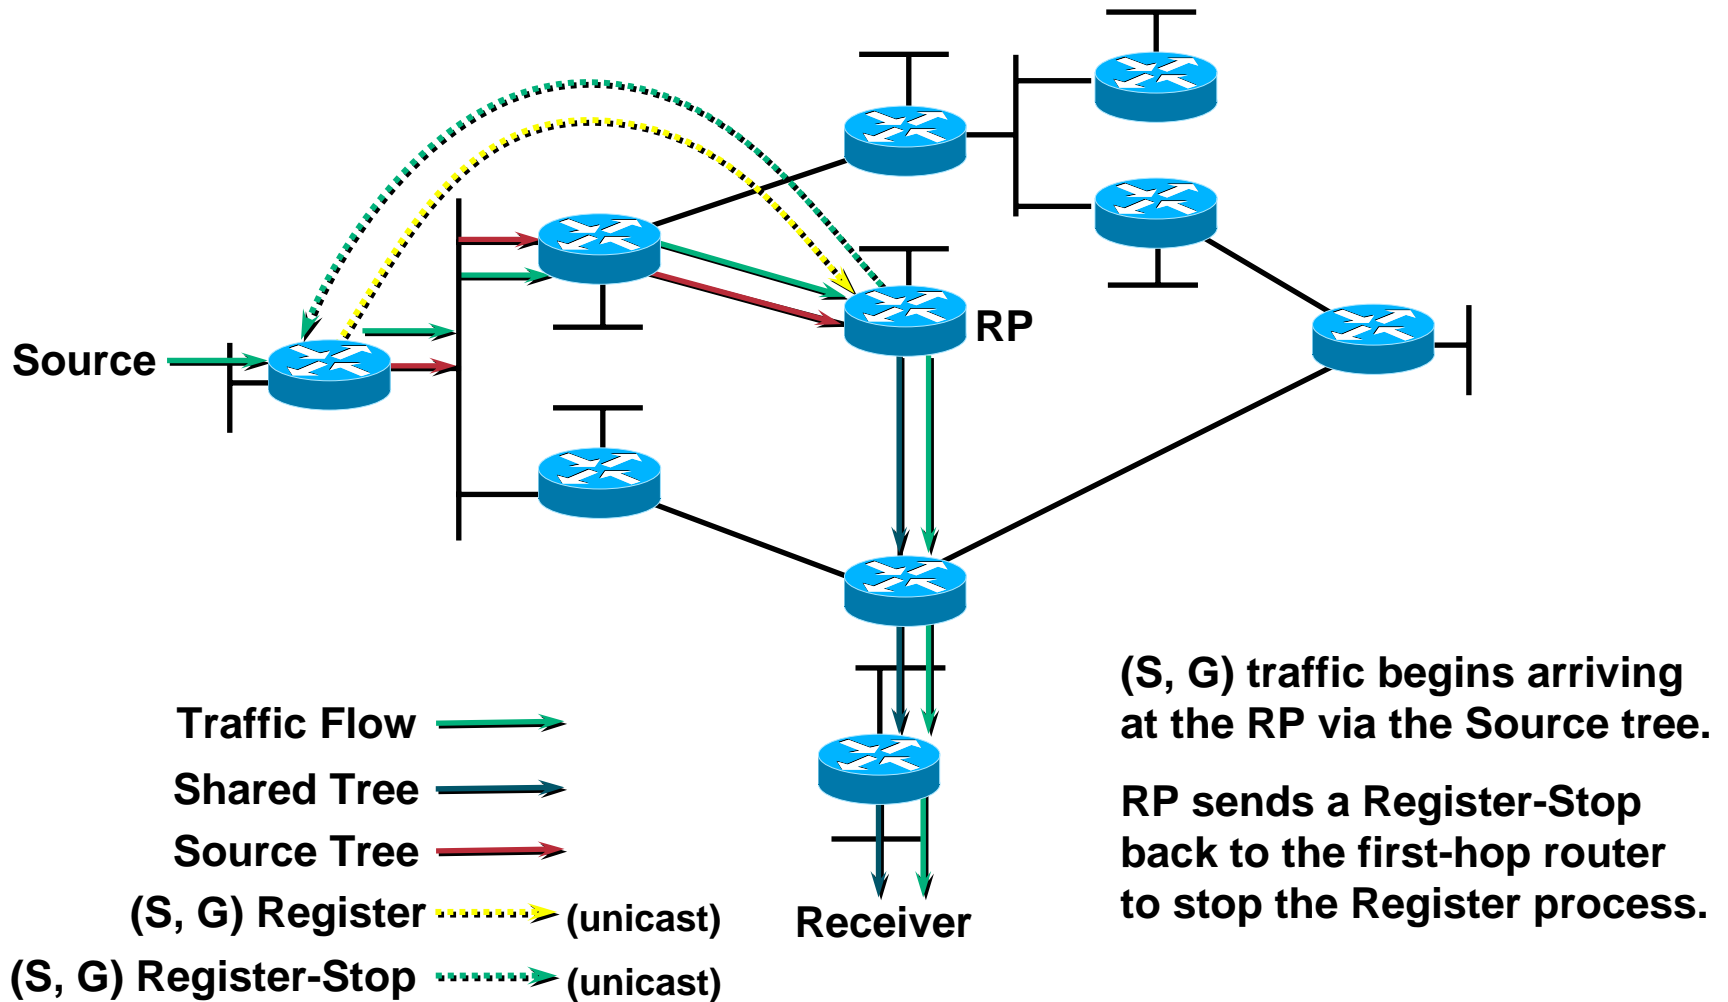 RP
Source
Traffic Flow
Shared Tree
Source Tree
(S, G) Register
(unicast)
(S, G) Register-Stop
(unicast)
Receiver
(S, G) traffic begins arriving
at the RP via the Source tree.
RP sends a Register-Stop
back to the first-hop router
to stop the Register process.